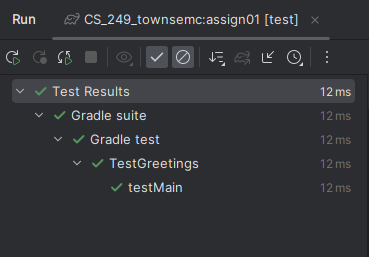 Run CS_249_townsemc:assign01 [test]
Test Results 12 ms
Gradle suite 12 ms
Gradle test 12 ms
TestGreetings 12 ms
testMain 12 ms